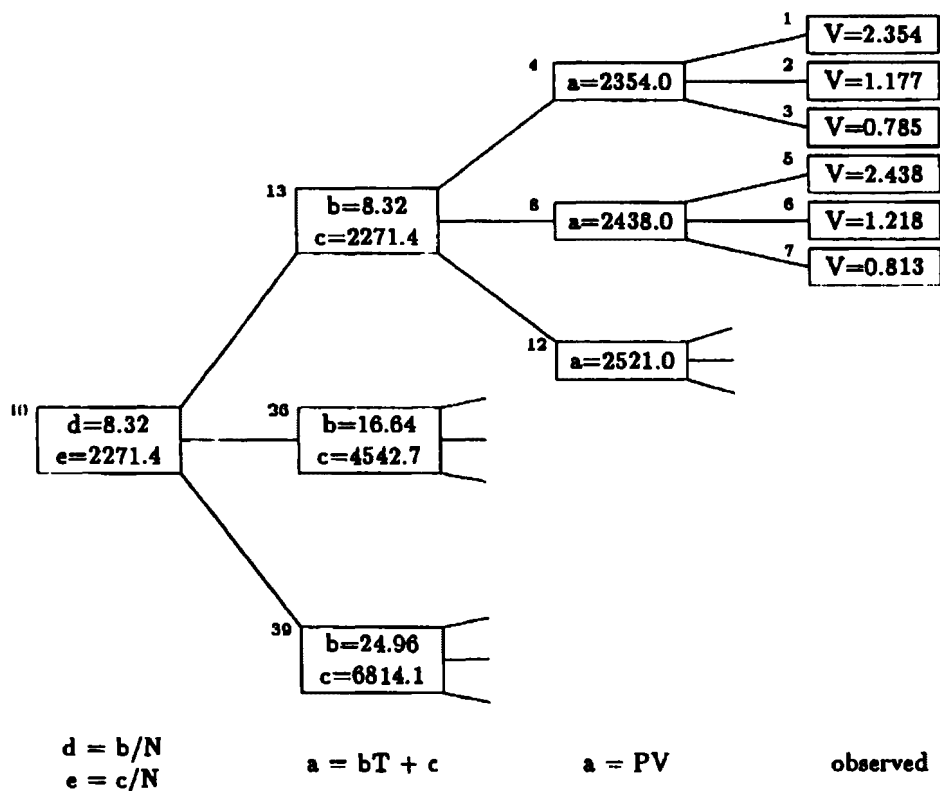 1
V=2.354
4
a=2354.0
2
V=1.177
3
V=0.785
13
b=8.32
c=2271.4
5
V=2.438
8
a=2438.0
6
V=1.218
7
V=0.813
12
a=2521.0
d=8.32
e=2271.4
26
b=16.64
c=4542.7
39
b=24.96
c=6814.1
d = b/N
e = c/N
a = bT + c
a = PV
observed